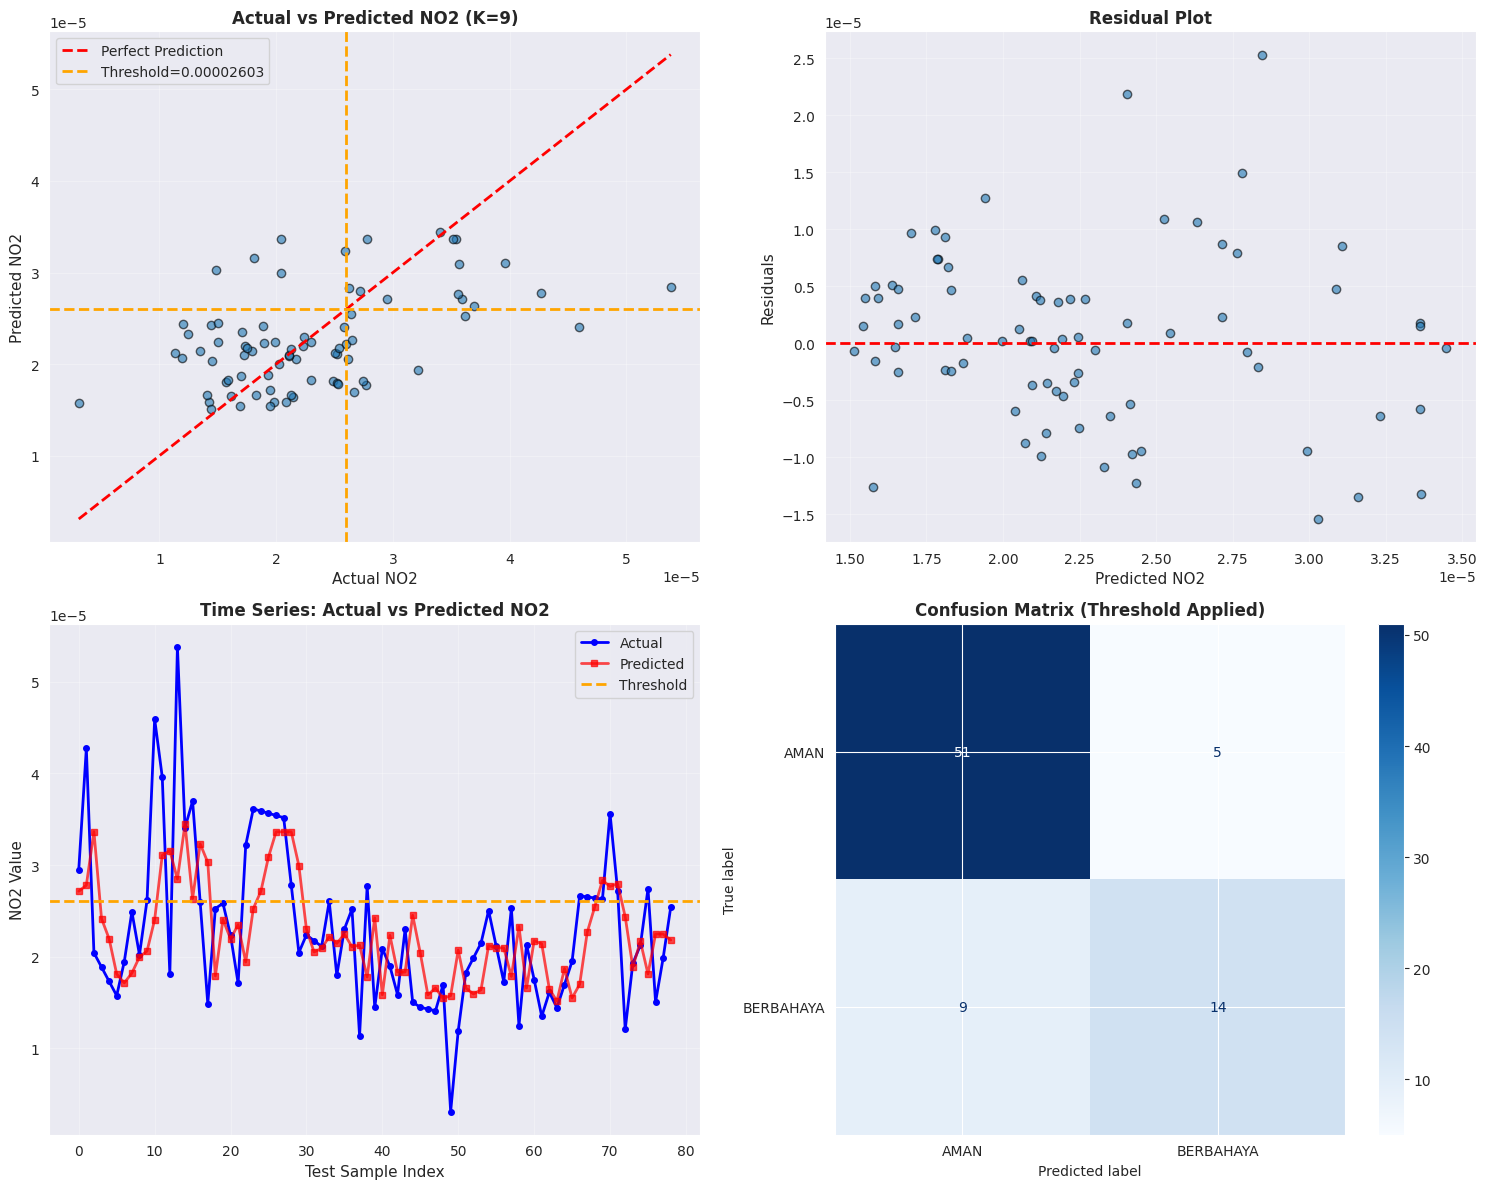 Actual vs Predicted NO2 (K=9)
1e−5
Perfect Prediction
Threshold=0.00002603
Predicted NO2
5
4
3
2
1
1 2 3 4 5
1e−5
Actual NO2
Residual Plot
1e−5
Residuals
2.5
2.0
1.5
1.0
0.5
0.0
−0.5
−1.0
−1.5
1.50 1.75 2.00 2.25 2.50 2.75 3.00 3.25 3.50
1e−5
Predicted NO2
Time Series: Actual vs Predicted NO2
1e−5
Actual
Predicted
Threshold
NO2 Value
5
4
3
2
1
0 10 20 30 40 50 60 70 80
Test Sample Index
Confusion Matrix (Threshold Applied)
True label
AMAN
51 5
BERBAHAYA
9 14
AMAN BERBAHAYA
Predicted label
50
40
30
20
10